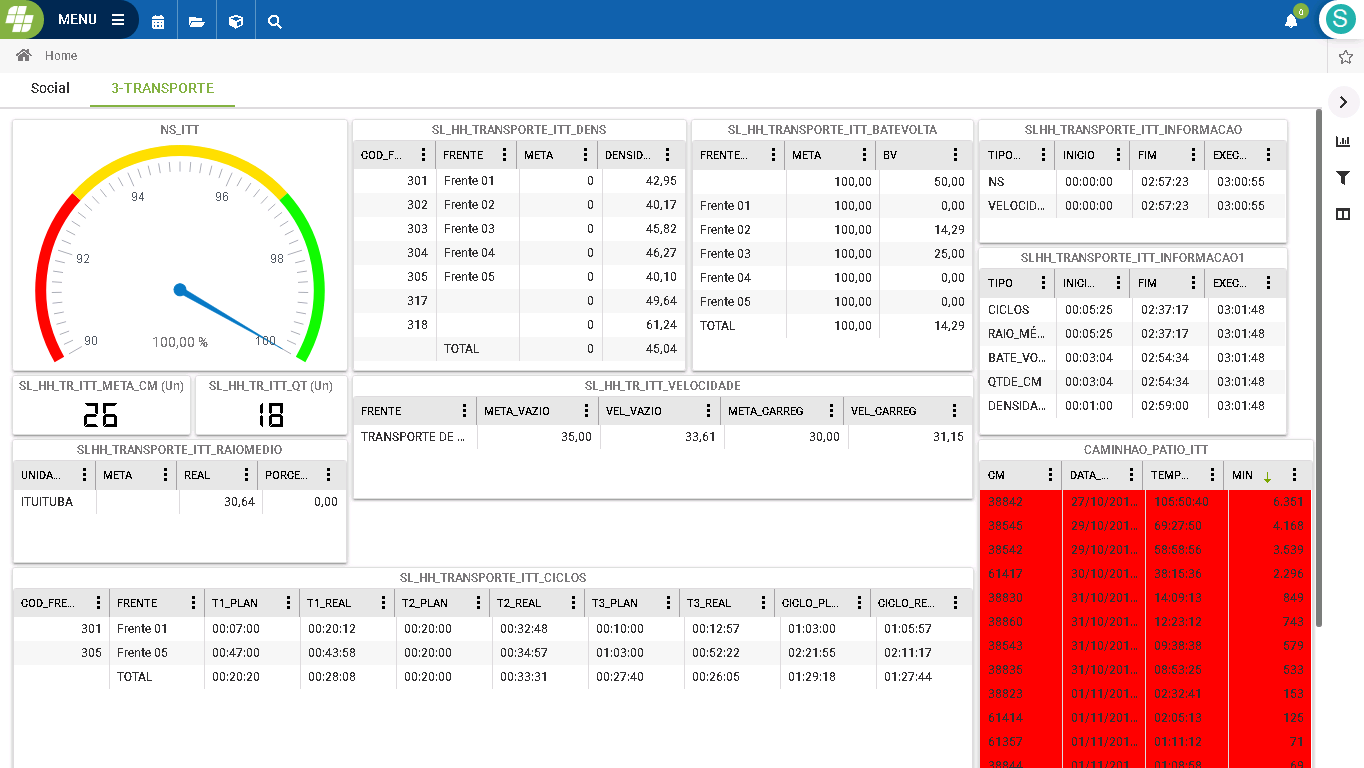 MENU
0
S
Home
Social 3-TRANSPORTE
NS_ITT
94 96
92 98
90 100,00 % 100
SL_HH_TRANSPORTE_ITT_DENS
COD_F... FRENTE META DENSID...
301 Frente 01 0 42,95
302 Frente 02 0 40,17
303 Frente 03 0 45,82
304 Frente 04 0 46,27
305 Frente 05 0 40,10
317 0 49,64
318 0 61,24
TOTAL 0 45,04
SL_HH_TRANSPORTE_ITT_BATEVOLTA
FRENTE... META BV
100,00 50,00
Frente 01 100,00 0,00
Frente 02 100,00 14,29
Frente 03 100,00 25,00
Frente 04 100,00 0,00
Frente 05 100,00 0,00
TOTAL 100,00 14,29
SLHH_TRANSPORTE_ITT_INFORMACAO
TIPO... INICIO FIM EXEC...
NS 00:00:00 02:57:23 03:00:55
VELOCID... 00:00:00 02:57:23 03:00:55
SLHH_TRANSPORTE_ITT_INFORMACAO1
TIPO INICI... FIM EXEC...
CICLOS 00:05:25 02:37:17 03:01:48
RAIO_MÉ... 00:05:25 02:37:17 03:01:48
BATE_VO... 00:03:04 02:54:34 03:01:48
QTDE_CM 00:03:04 02:54:34 03:01:48
DENSIDA... 00:01:00 02:59:00 03:01:48
SL_HH_TR_ITT_META_CM (Un)
26
SL_HH_TR_ITT_QT (Un)
18
SL_HH_TR_ITT_VELOCIDADE
FRENTE META_VAZIO VEL_VAZIO META_CARREG VEL_CARREG
TRANSPORTE DE ... 35,00 33,61 30,00 31,15
SLHH_TRANSPORTE_ITT_RAIOMEDIO
UNIDA... META REAL PORCE...
ITUITUBA 30,64 0,00
CAMINHAO_PATIO_ITT
CM DATA_... TEMP... MIN
38842 27/10/201... 105:50:40 6.351
38545 29/10/201... 69:27:50 4.168
38542 29/10/201... 58:58:56 3.539
61417 30/10/201... 38:15:36 2.296
38830 31/10/201... 14:09:13 849
38860 31/10/201... 12:23:12 743
38543 31/10/201... 09:38:38 579
38835 31/10/201... 08:53:25 533
38823 01/11/201... 02:32:41 153
61414 01/11/201... 02:05:13 125
61357 01/11/201... 01:11:12 71
38844 01/11/201... 01:08:58 69
SL_HH_TRANSPORTE_ITT_CICLOS
COD_FRE... FRENTE T1_PLAN T1_REAL T2_PLAN T2_REAL T3_PLAN T3_REAL CICLO_PL... CICLO_RE...
301 Frente 01 00:07:00 00:20:12 00:20:00 00:32:48 00:10:00 00:12:57 01:03:00 01:05:57
305 Frente 05 00:47:00 00:43:58 00:20:00 00:34:57 01:03:00 00:52:22 02:21:55 02:11:17
TOTAL 00:20:20 00:28:08 00:20:00 00:33:31 00:27:40 00:26:05 01:29:18 01:27:44